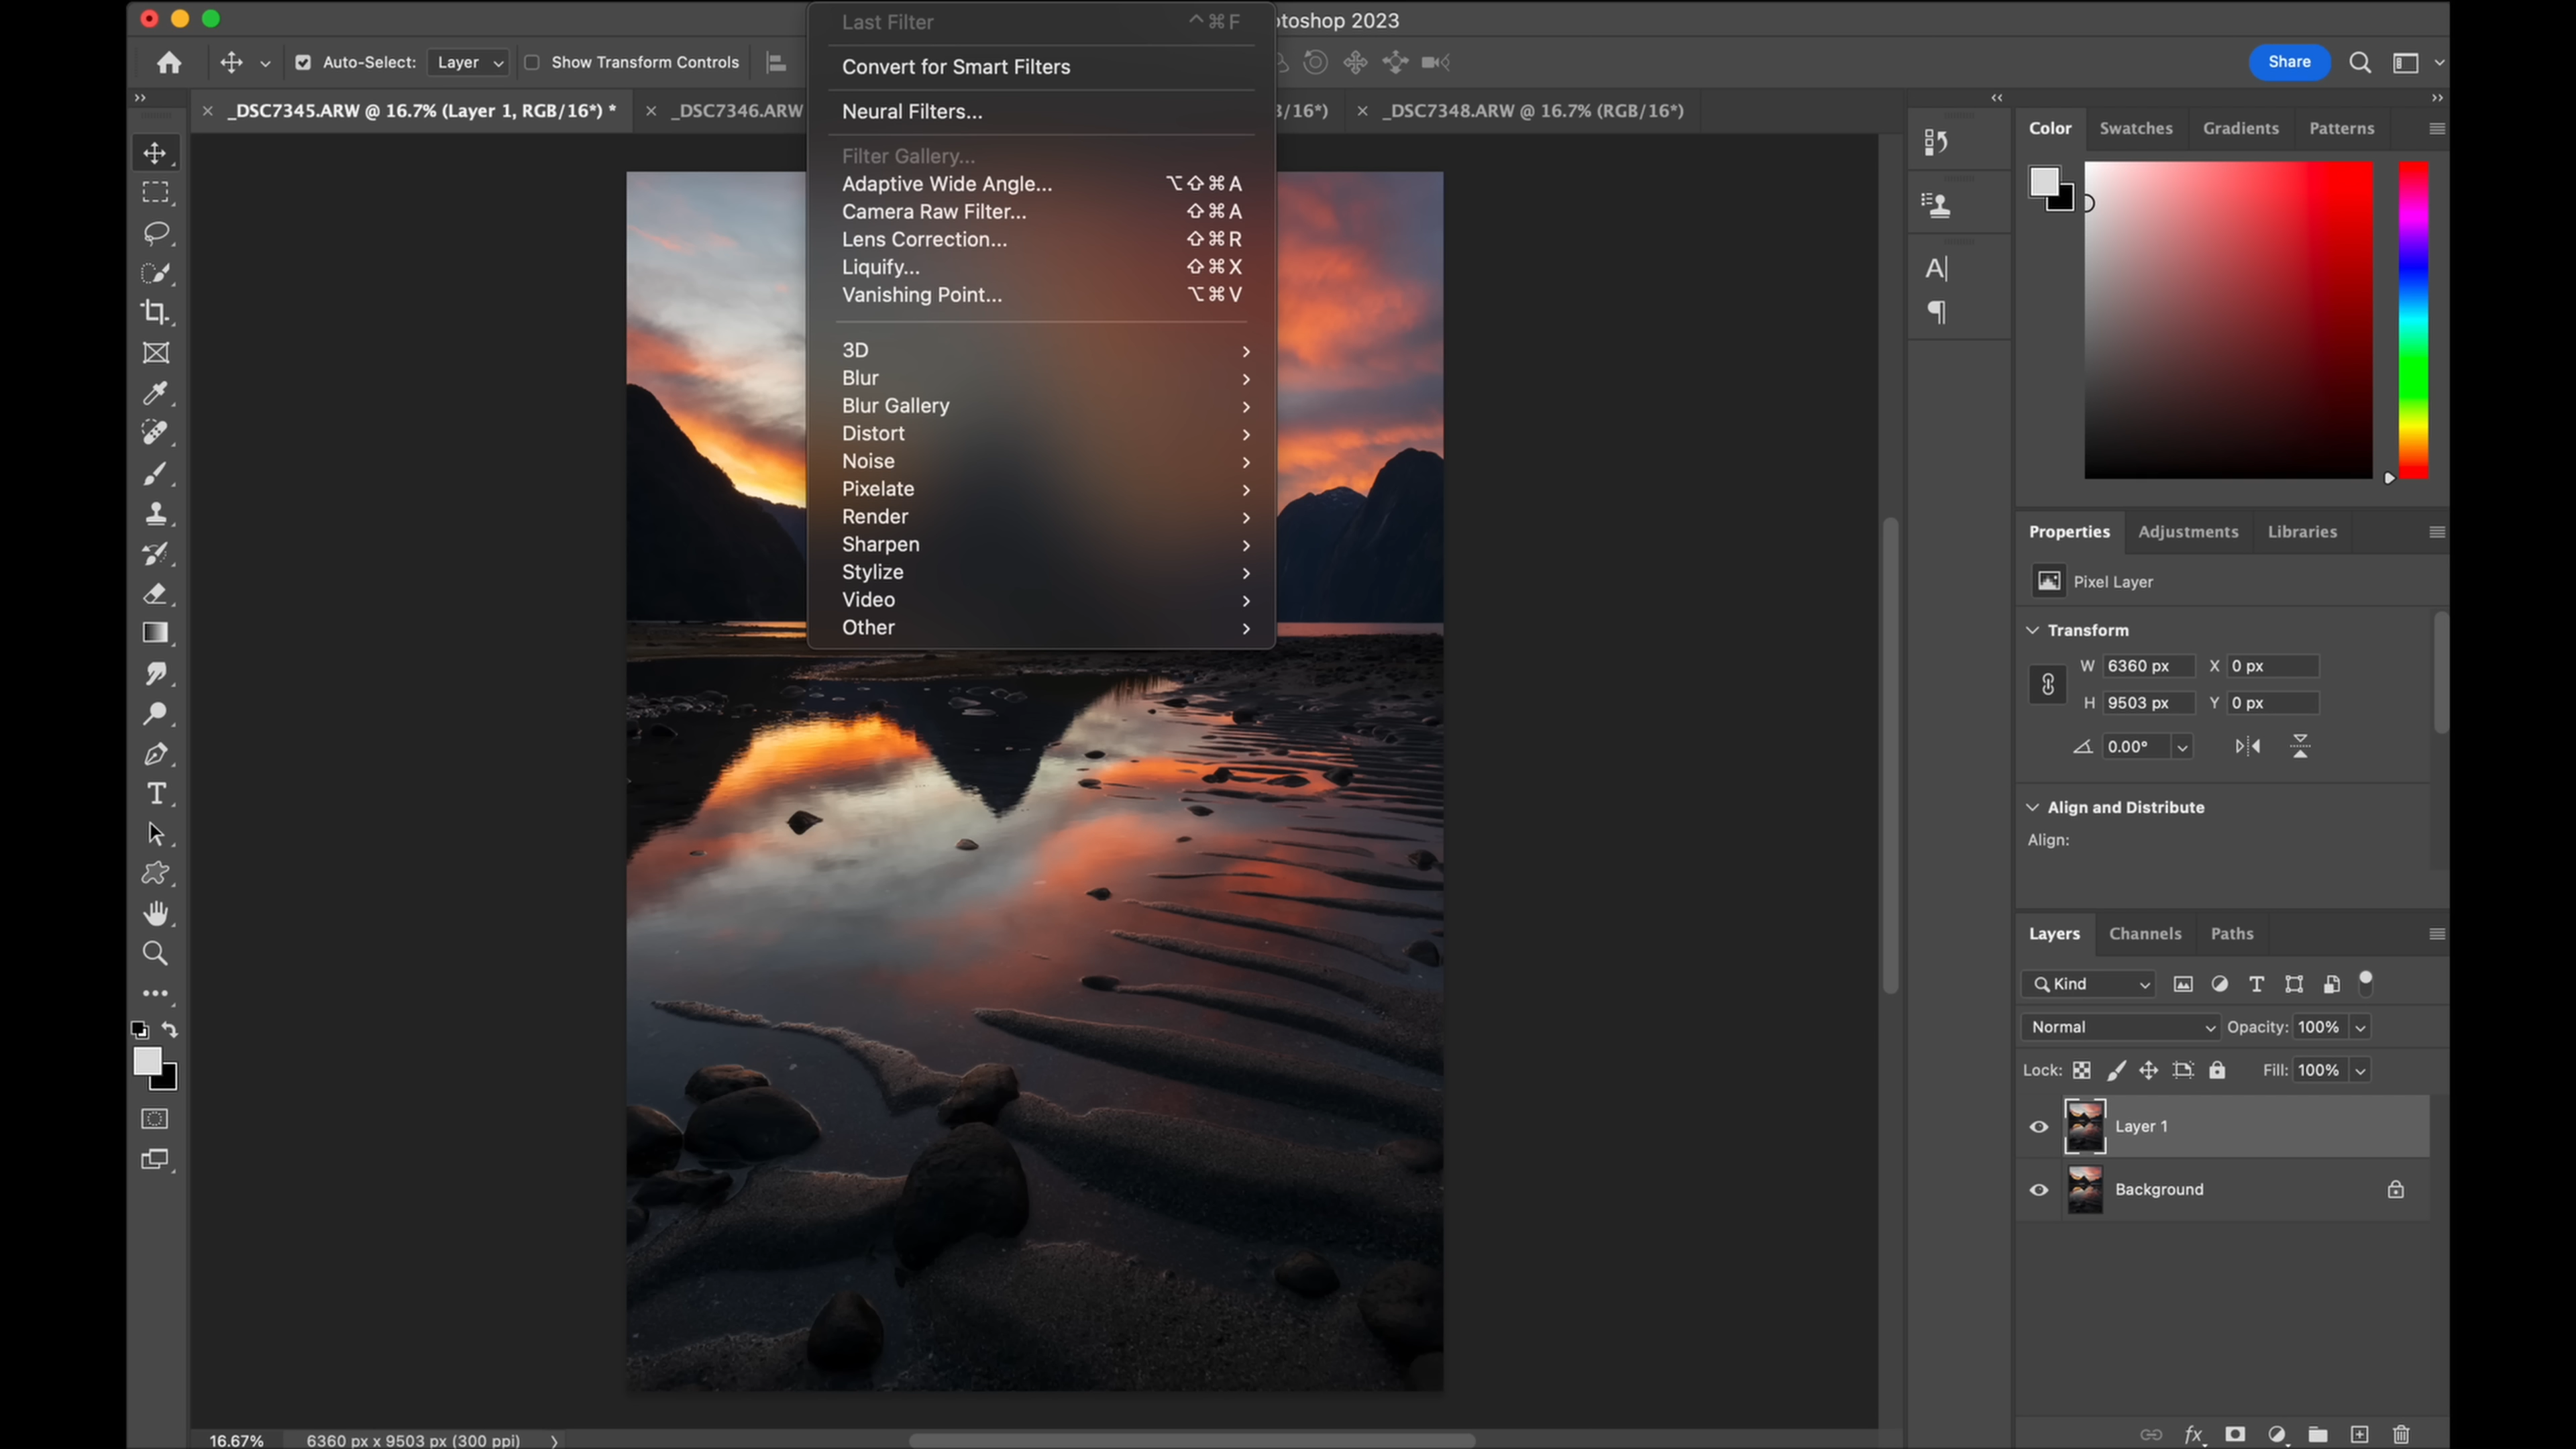 Last Filter ^⌘F
otoshop 2023
Auto-Select: Layer Show Transform Controls
Share
Convert for Smart Filters
_DSC7345.ARW @ 16.7% (Layer 1, RGB/16*) *
_DSC7346.ARW
B/16*)
_DSC7348.ARW @ 16.7% (RGB/16*)
Neural Filters...
Filter Gallery...
Adaptive Wide Angle... ⌥⇧⌘A
Camera Raw Filter... ⇧⌘A
Lens Correction... ⇧⌘R
Liquify... ⇧⌘X
Vanishing Point... ⌥⌘V
3D
Blur
Blur Gallery
Distort
Noise
Pixelate
Render
Sharpen
Stylize
Video
Other
Color Swatches Gradients Patterns
Properties Adjustments Libraries
Pixel Layer
Transform
W 6360 px X 0 px
H 9503 px Y 0 px
0.00°
Align and Distribute
Align:
Layers Channels Paths
Kind
Normal Opacity: 100%
Lock: Fill: 100%
Layer 1
Background
16.67% 6360 px x 9503 px (300 ppi)